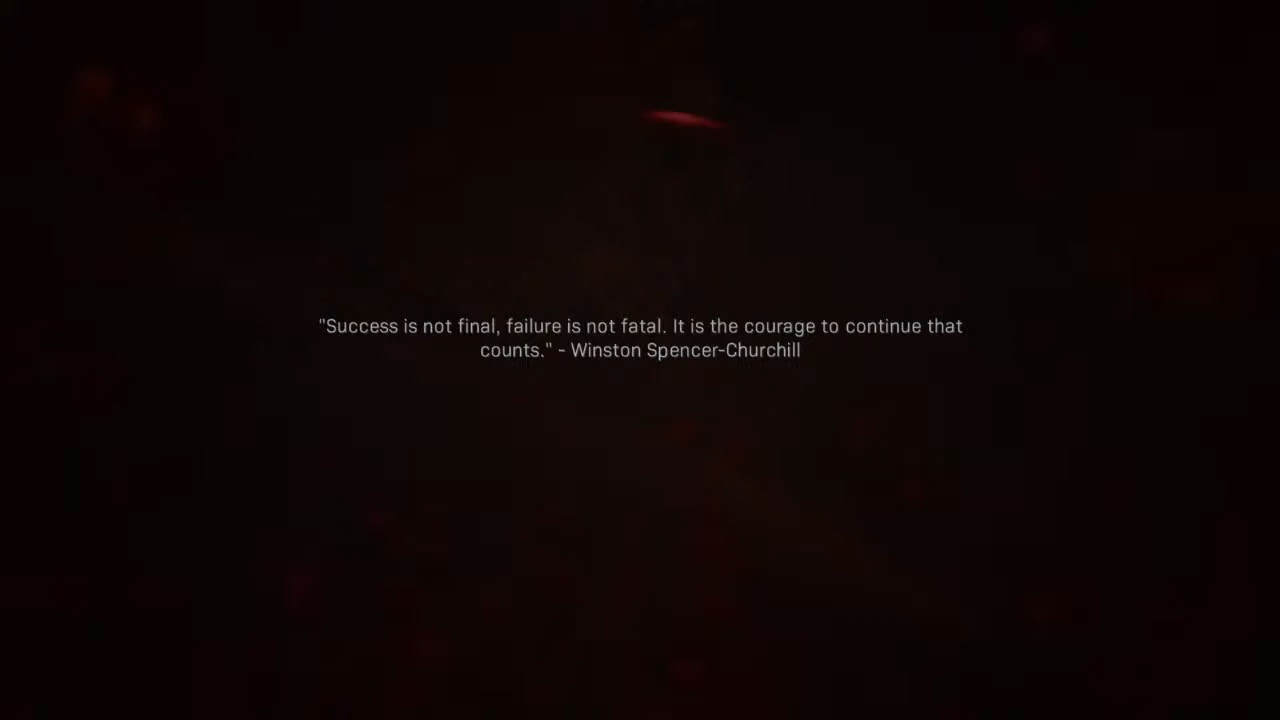 "Success is not final, failure is not fatal. It is the courage to continue that
counts." - Winston Spencer-Churchill